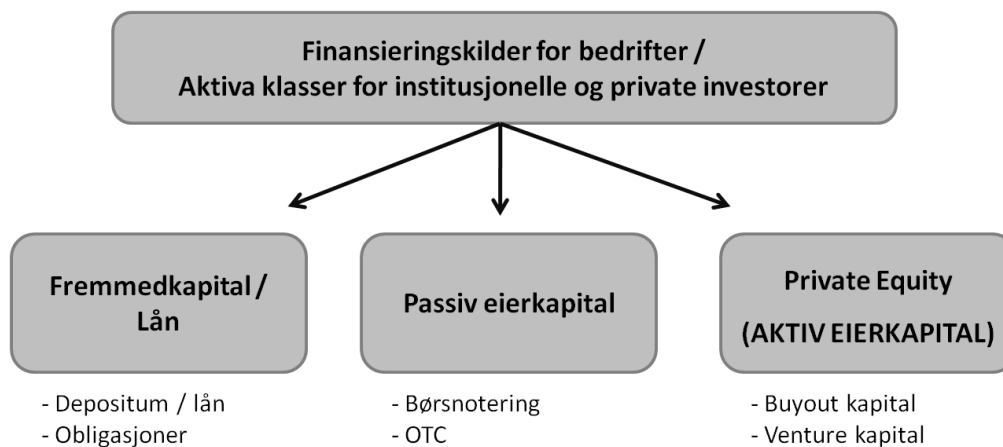 Finansieringskilder for bedrifter /
Aktiva klasser for institusjonelle og private investorer
Fremmedkapital /
Lån
Passiv eierkapital
Private Equity
(AKTIV EIERKAPITAL)
- Depositum / lån
- Obligasjoner
- Børsnotering
- OTC
- Buyout kapital
- Venture kapital